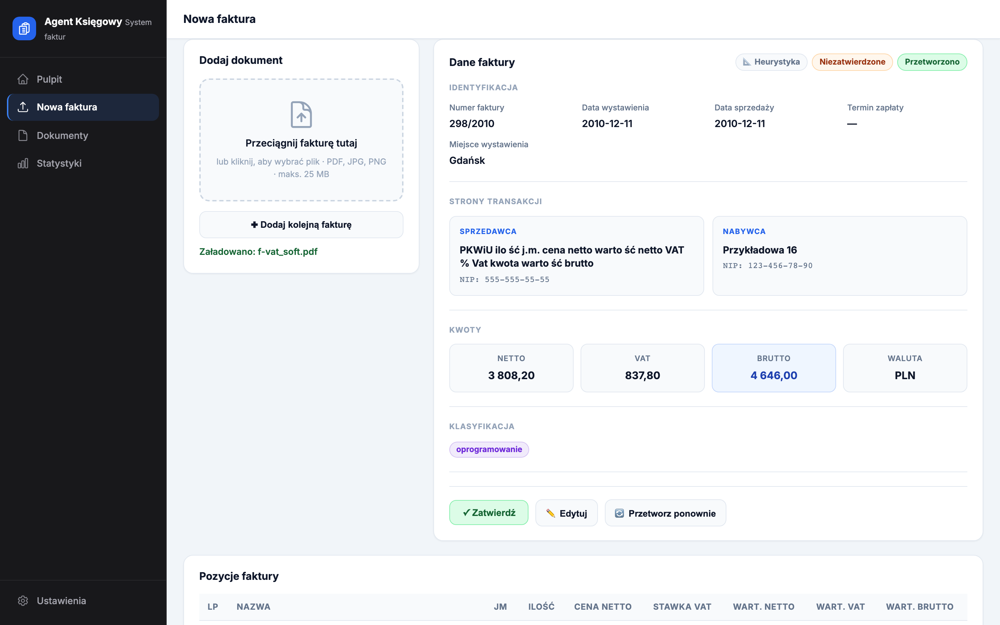 Agent Księgowy System
faktur
Pulpit
Nowa faktura
Dokumenty
Statystyki
Ustawienia
Nowa faktura
Dodaj dokument
Przeciągnij fakturę tutaj
lub kliknij, aby wybrać plik · PDF, JPG, PNG
· maks. 25 MB
✚ Dodaj kolejną fakturę
Załadowano: f-vat_soft.pdf
Dane faktury
Heurystyka
Niezatwierdzone
Przetworzono
IDENTYFIKACJA
Numer faktury
298/2010
Data wystawienia
2010-12-11
Data sprzedaży
2010-12-11
Termin zapłaty
—
Miejsce wystawienia
Gdańsk
STRONY TRANSAKCJI
SPRZEDAWCA
PKWiU ilo ść j.m. cena netto warto ść netto VAT
% Vat kwota warto ść brutto
NIP: 555-555-55-55
NABYWCA
Przykładowa 16
NIP: 123-456-78-90
KWOTY
NETTO
3 808,20
VAT
837,80
BRUTTO
4 646,00
WALUTA
PLN
KLASYFIKACJA
oprogramowanie
✓ Zatwierdź
Edytuj
Przetworz ponownie
Pozycje faktury
LP NAZWA JM ILOŚĆ CENA NETTO STAWKA VAT WART. NETTO WART. VAT WART. BRUTTO